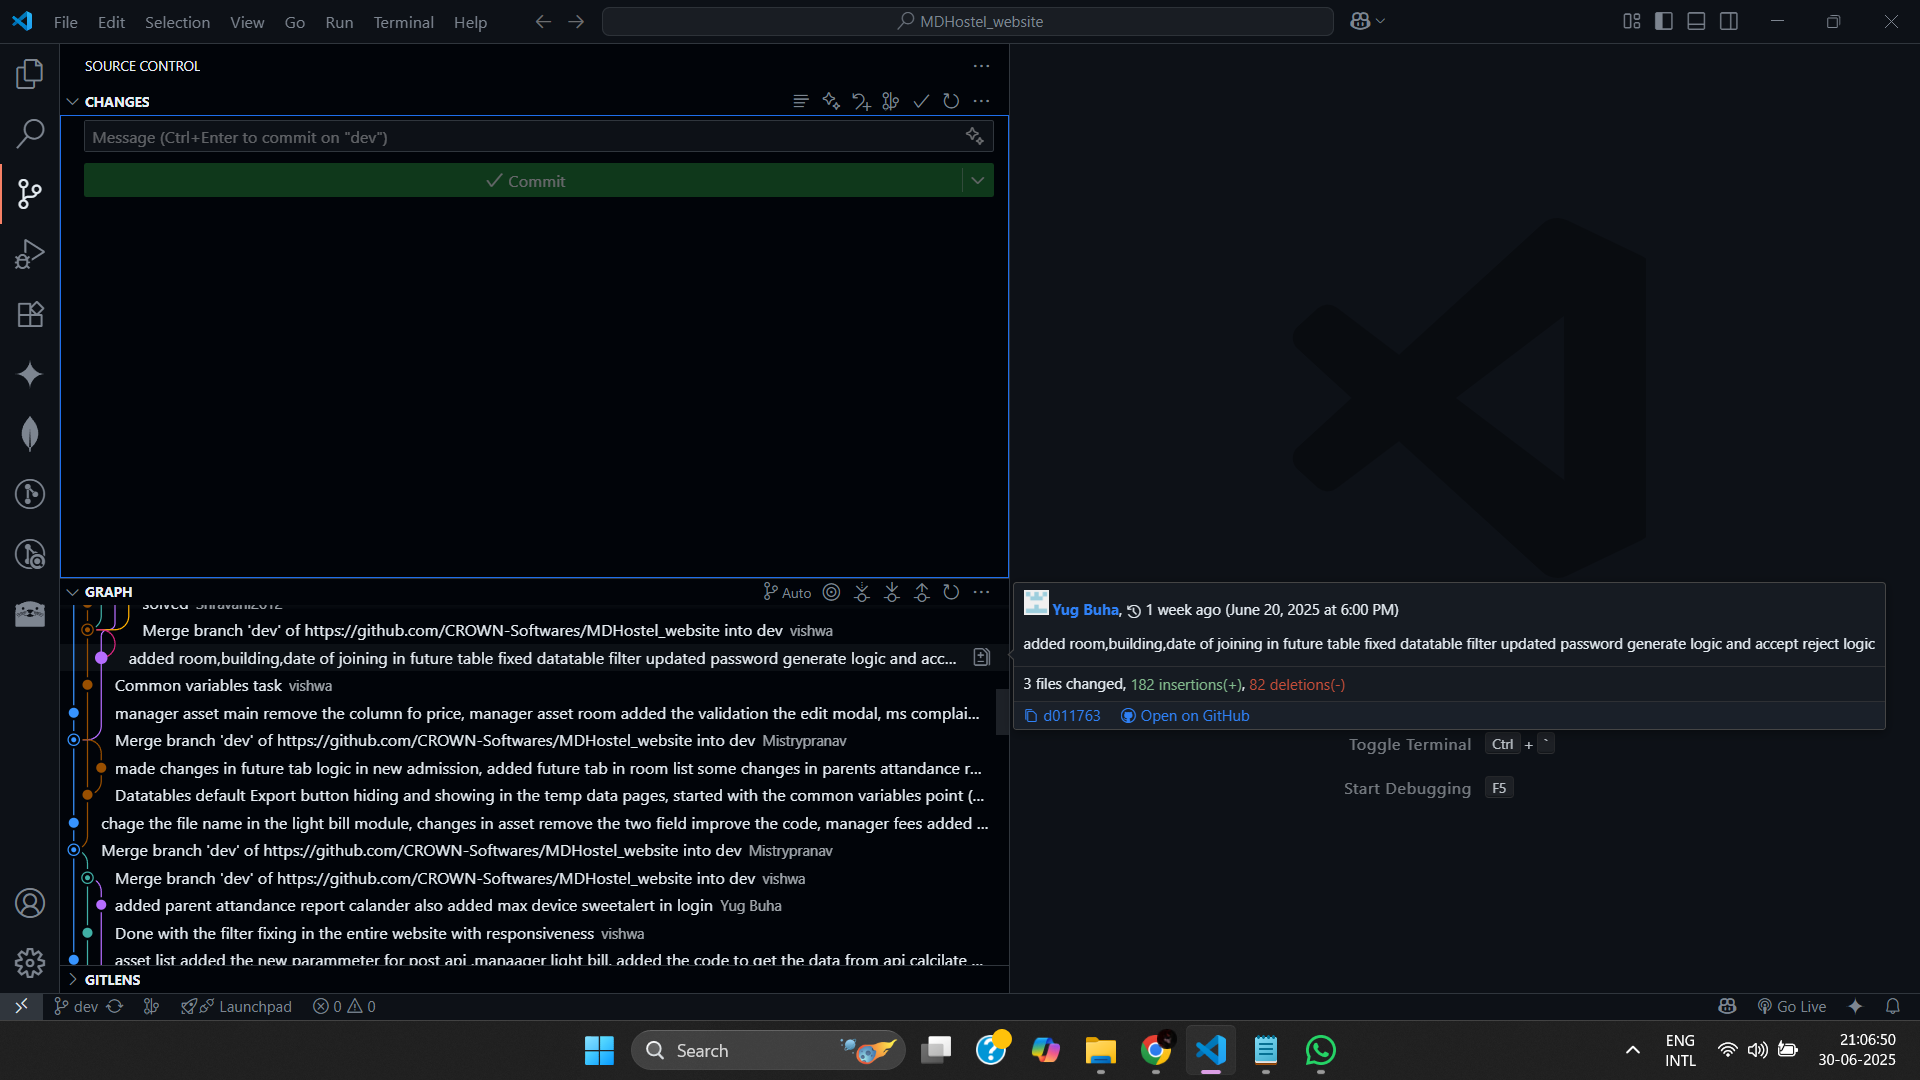 File Edit Selection View Go Run Terminal Help
MDHostel_website
SOURCE CONTROL
CHANGES
Message (Ctrl+Enter to commit on "dev")
Commit
GRAPH
Auto
solved Shravani2612
Merge branch 'dev' of https://github.com/CROWN-Softwares/MDHostel_website into dev vishwa
added room,building,date of joining in future table fixed datatable filter updated password generate logic and acc...
Common variables task vishwa
manager asset main remove the column fo price, manager asset room added the validation the edit modal, ms complai...
Merge branch 'dev' of https://github.com/CROWN-Softwares/MDHostel_website into dev Mistrypranav
made changes in future tab logic in new admission, added future tab in room list some changes in parents attandance r...
Datatables default Export button hiding and showing in the temp data pages, started with the common variables point (...
chage the file name in the light bill module, changes in asset remove the two field improve the code, manager fees added ...
Merge branch 'dev' of https://github.com/CROWN-Softwares/MDHostel_website into dev Mistrypranav
Merge branch 'dev' of https://github.com/CROWN-Softwares/MDHostel_website into dev vishwa
added parent attandance report calander also added max device sweetalert in login Yug Buha
Done with the filter fixing in the entire website with responsiveness vishwa
asset list added the new parammeter for post api ,manaager light bill, added the code to get the data from api calcilate ...
GITLENS
Yug Buha, 1 week ago (June 20, 2025 at 6:00 PM)
added room,building,date of joining in future table fixed datatable filter updated password generate logic and accept reject logic
3 files changed, 182 insertions(+), 82 deletions(-)
d011763 Open on GitHub
Toggle Terminal Ctrl + `
Start Debugging F5
dev Launchpad 0 0
Go Live
Search
ENG
INTL
21:06:50
30-06-2025